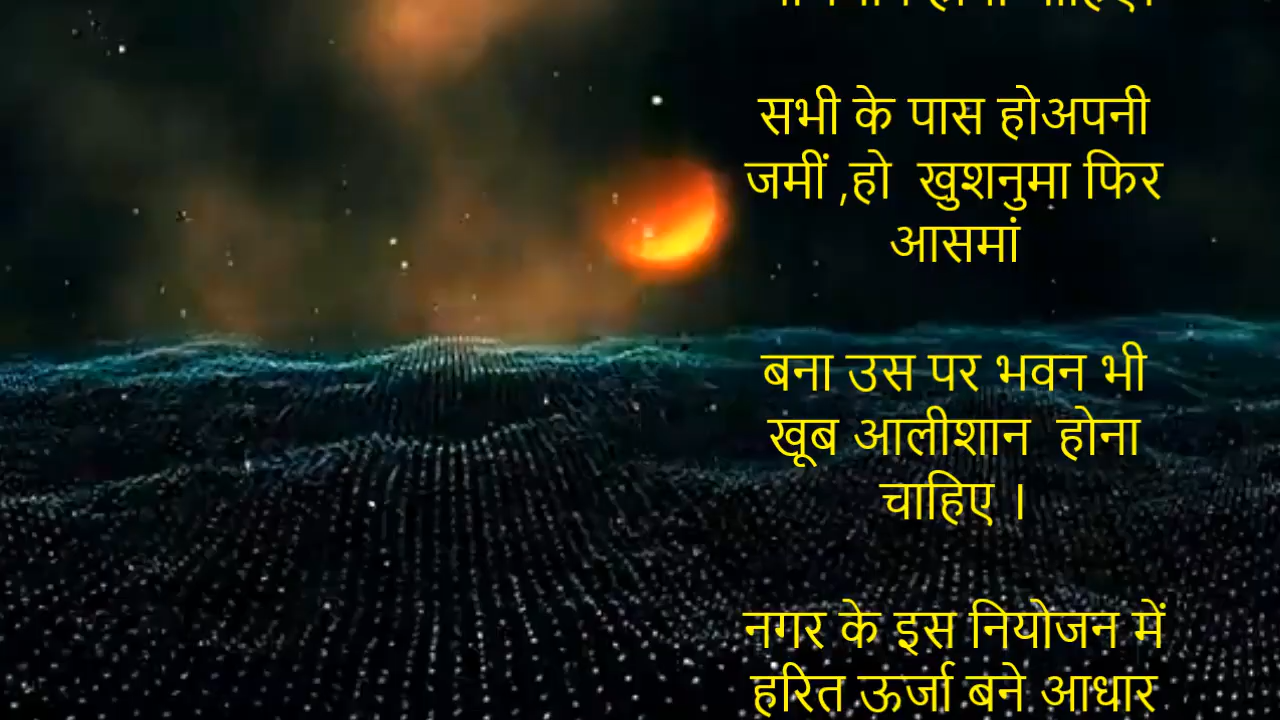 सभी के पास होअपनी
जमीं ,हो  खुशनुमा फिर
आसमां
बना उस पर भवन भी
खूब आलीशान  होना
चाहिए ।
नगर के इस नियोजन में
हरित ऊर्जा बने आधार